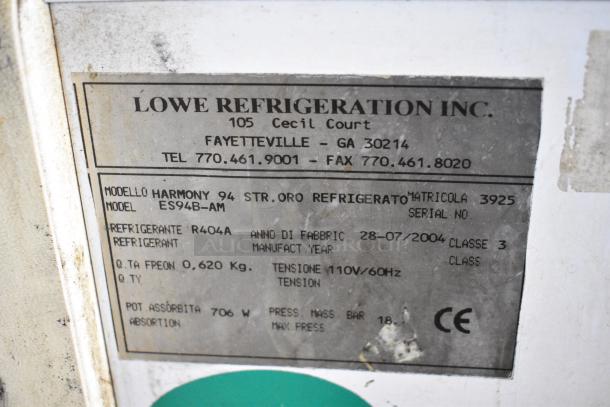 LOWE REFRIGERATION INC.
105 Cecil Court
FAYETTEVILLE - GA 30214
TEL 770.461.9001 - FAX 770.461.8020
MODELLO HARMONY 94 STR.ORO REFRIGERATO MATRICOLA 3925
MODEL ES94B-AM SERIAL NO
REFRIGERANTE R404A ANNO DI FABBRIC 28-07/2004 CLASSE 3
REFRIGERANT MANUFACT YEAR CLASS
Q.TA FPEON 0,620 Kg. TENSIONE 110V/60Hz
Q.TY TENSION
POT ASSORBITA 706 W PRESS. MASS BAR 18.
ABSORTION MAX PRESS
CE